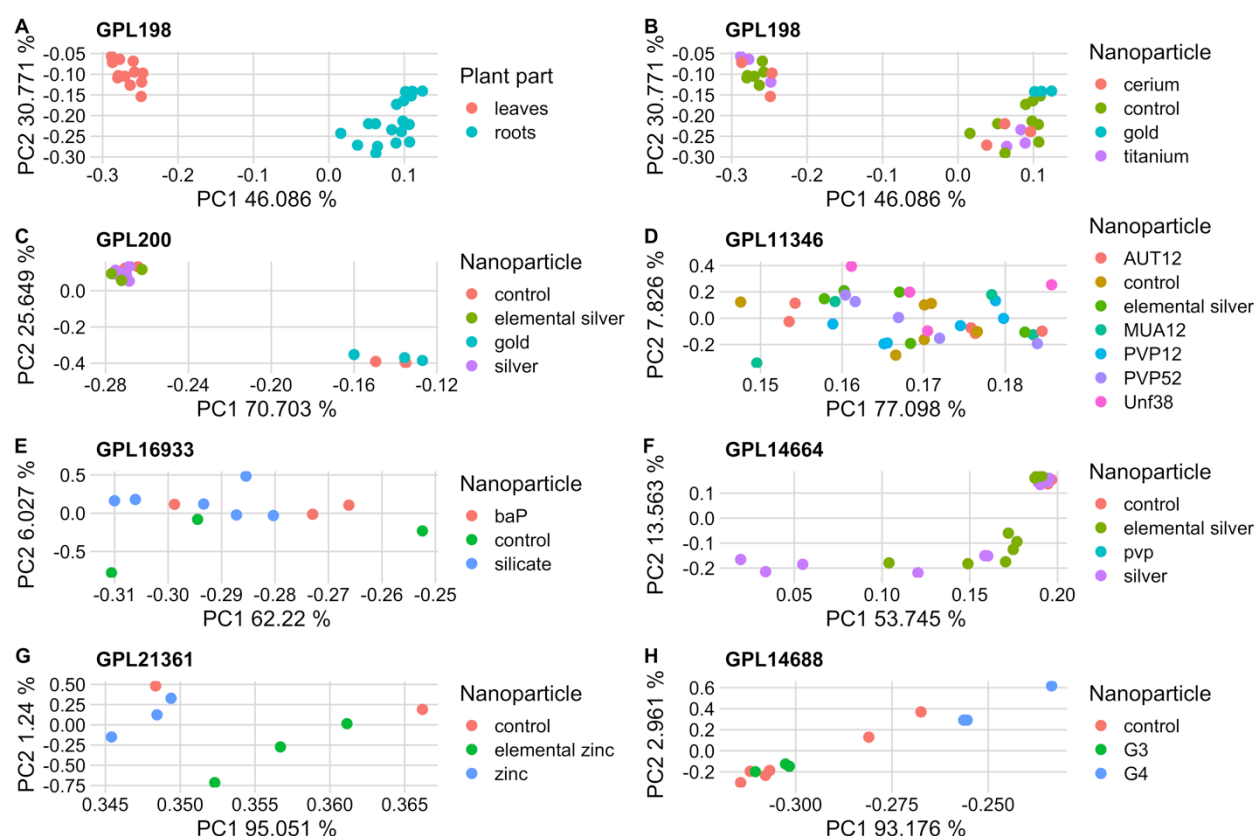 A GPL198
PC2 30.771 %
-0.05
-0.10
-0.15
-0.20
-0.25
-0.30
-0.3 -0.2 -0.1 0.0 0.1
PC1 46.086 %
Plant part
leaves
roots
B GPL198
PC2 30.771 %
-0.05
-0.10
-0.15
-0.20
-0.25
-0.30
-0.3 -0.2 -0.1 0.0 0.1
PC1 46.086 %
Nanoparticle
cerium
control
gold
titanium
C GPL200
PC2 25.649 %
0.0
-0.2
-0.4
-0.28 -0.24 -0.20 -0.16 -0.12
PC1 70.703 %
Nanoparticle
control
elemental silver
gold
silver
D GPL11346
PC2 7.826 %
0.4
0.2
0.0
-0.2
0.15 0.16 0.17 0.18
PC1 77.098 %
Nanoparticle
AUT12
control
elemental silver
MUA12
PVP12
PVP52
Unf38
E GPL16933
PC2 6.027 %
0.5
0.0
-0.5
-0.31 -0.30 -0.29 -0.28 -0.27 -0.26 -0.25
PC1 62.22 %
Nanoparticle
baP
control
silicate
F GPL14664
PC2 13.563 %
0.1
0.0
-0.1
-0.2
0.05 0.10 0.15 0.20
PC1 53.745 %
Nanoparticle
control
elemental silver
pvp
silver
G GPL21361
PC2 1.24 %
0.50
0.25
0.00
-0.25
-0.50
-0.75
0.345 0.350 0.355 0.360 0.365
PC1 95.051 %
Nanoparticle
control
elemental zinc
zinc
H GPL14688
PC2 2.961 %
0.6
0.4
0.2
0.0
-0.2
-0.300 -0.275 -0.250
PC1 93.176 %
Nanoparticle
control
G3
G4